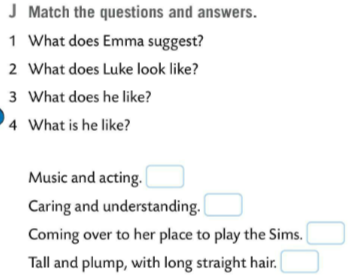 J Match the questions and answers.
1 What does Emma suggest?
2 What does Luke look like?
3 What does he like?
4 What is he like?
Music and acting.
Caring and understanding.
Coming over to her place to play the Sims.
Tall and plump, with long straight hair.